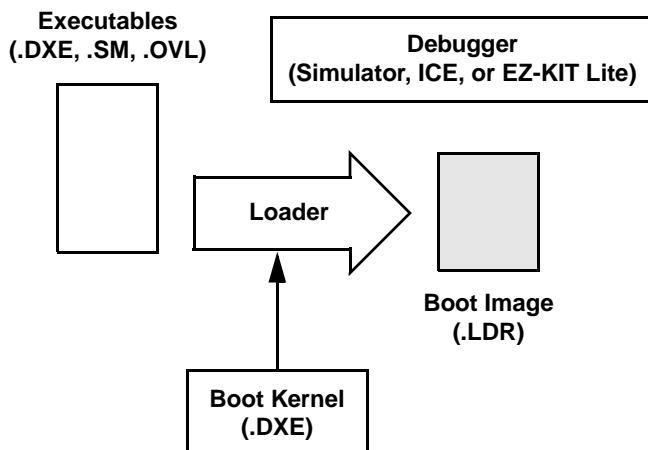 Executables
(.DXE, .SM, .OVL)
Debugger
(Simulator, ICE, or EZ-KIT Lite)
Loader
Boot Image
(.LDR)
Boot Kernel
(.DXE)